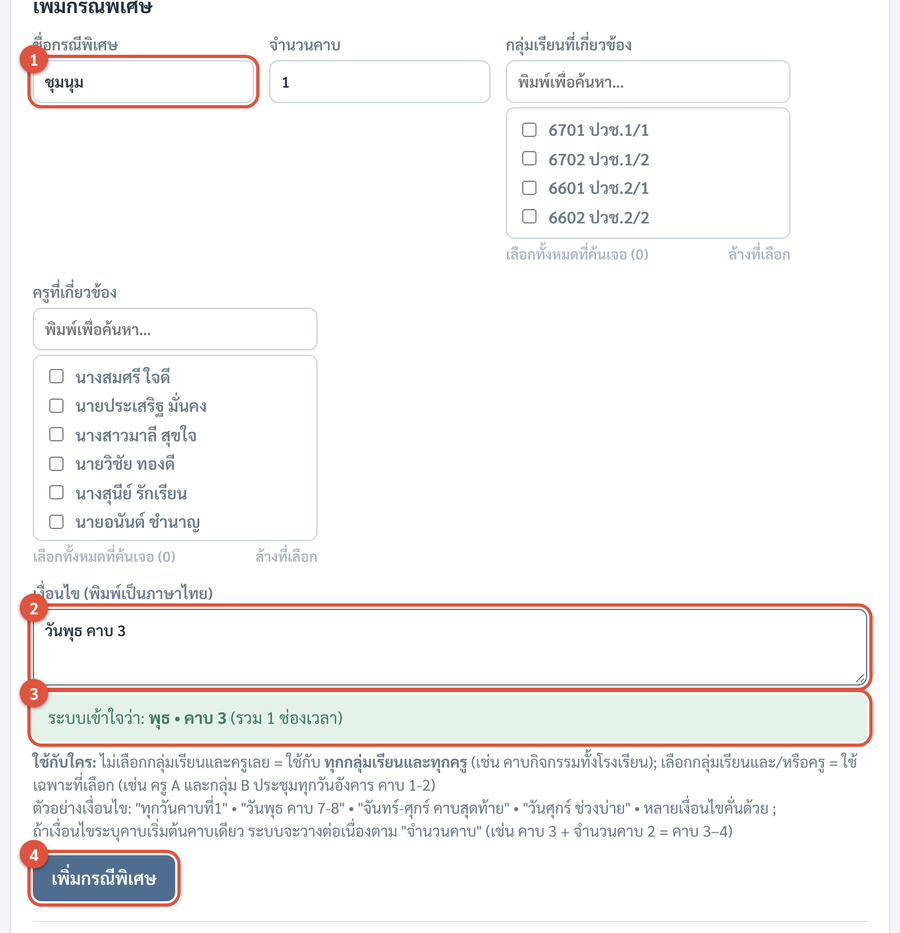 เพิ่มกรณีพิเศษ
ชื่อกรณีพิเศษ
จำนวนคาบ
กลุ่มเรียนที่เกี่ยวข้อง
1
ชุมนุม
1
พิมพ์เพื่อค้นหา...
6701 ปวช.1/1
6702 ปวช.1/2
6601 ปวช.2/1
6602 ปวช.2/2
เลือกทั้งหมดที่ค้นเจอ (0)
ล้างที่เลือก
ครูที่เกี่ยวข้อง
พิมพ์เพื่อค้นหา...
นางสมศรี ใจดี
นายประเสริฐ มั่นคง
นางสาวมาลี สุขใจ
นายวิชัย ทองดี
นางสุนีย์ รักเรียน
นายอนันต์ ชำนาญ
เลือกทั้งหมดที่ค้นเจอ (0)
ล้างที่เลือก
เงื่อนไข (พิมพ์เป็นภาษาไทย)
2
วันพุธ คาบ 3
3
ระบบเข้าใจว่า: พุธ • คาบ 3 (รวม 1 ช่องเวลา)
ใช้กับใคร: ไม่เลือกกลุ่มเรียนและครูเลย = ใช้กับ ทุกกลุ่มเรียนและทุกครู (เช่น คาบกิจกรรมทั้งโรงเรียน); เลือกกลุ่มเรียนและ/หรือครู = ใช้
เฉพาะที่เลือก (เช่น ครู A และกลุ่ม B ประชุมทุกวันอังคาร คาบ 1-2)
ตัวอย่างเงื่อนไข: "ทุกวันคาบที่1" • "วันพุธ คาบ 7-8" • "จันทร์-ศุกร์ คาบสุดท้าย" • "วันศุกร์ ช่วงบ่าย" • หลายเงื่อนไขคั่นด้วย ;
ถ้าเงื่อนไขระบุคาบเริ่มต้นคาบเดียว ระบบจะวางต่อเนื่องตาม "จำนวนคาบ" (เช่น คาบ 3 + จำนวนคาบ 2 = คาบ 3–4)
4
เพิ่มกรณีพิเศษ